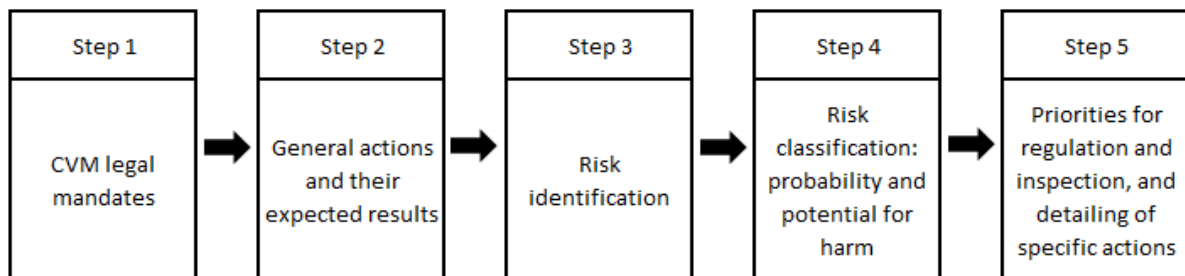 Step 1
CVM legal
mandates
Step 2
General actions
and their
expected results
Step 3
Risk
identification
Step 4
Risk
classification:
probability and
potential for
harm
Step 5
Priorities for
regulation and
inspection, and
detailing of
specific actions